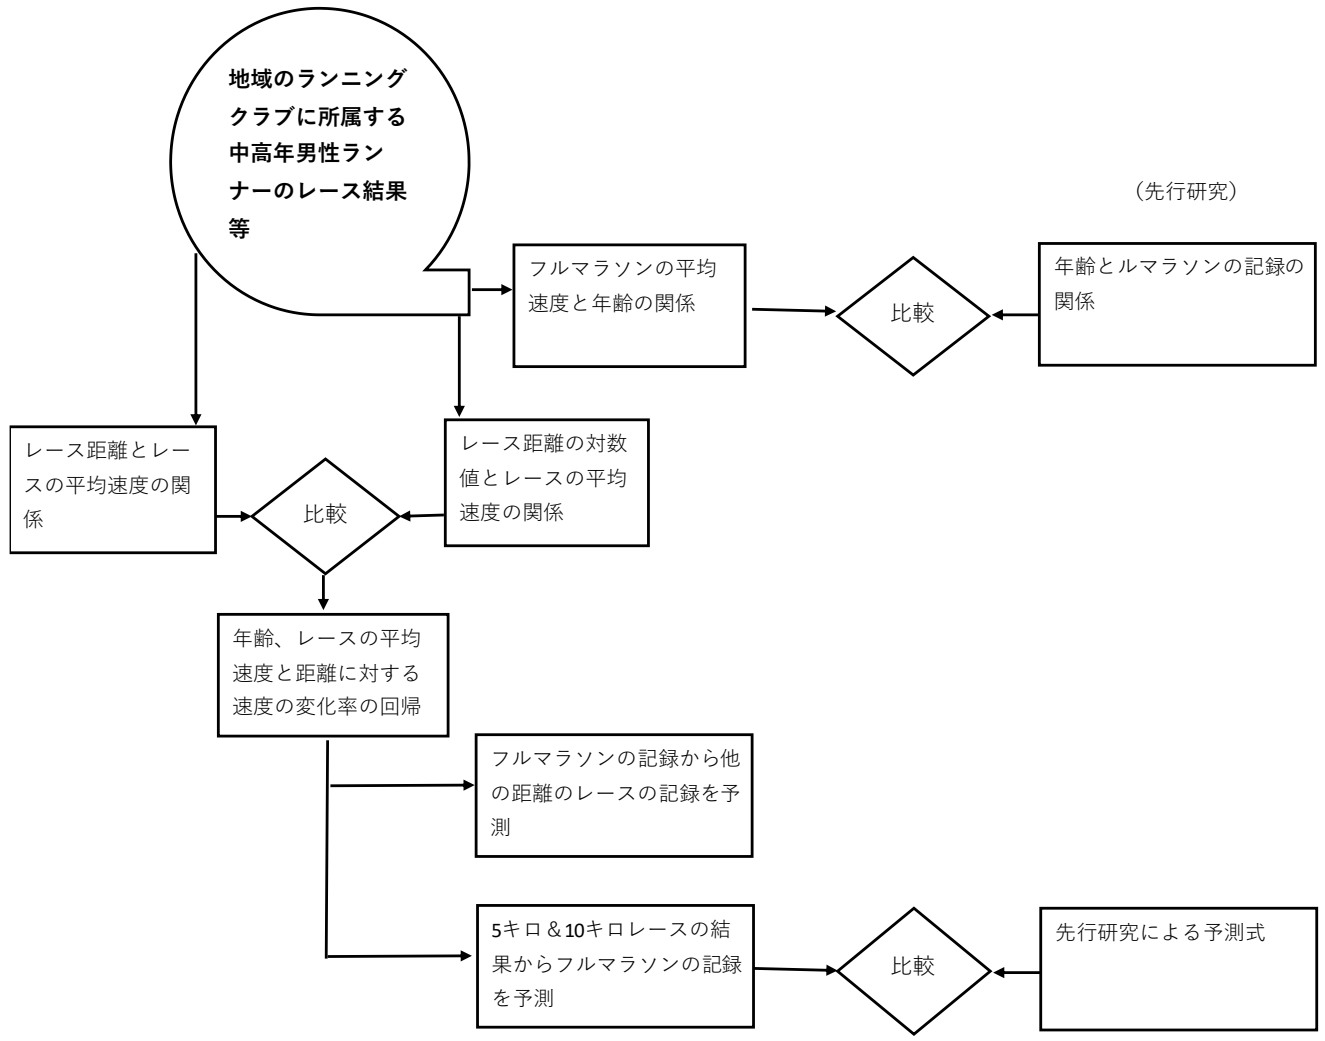 地域のランニング
クラブに所属する
中高年男性ラン
ナーのレース結果
等
（先行研究）
フルマラソンの平均
速度と年齢の関係
比較
年齢とルマラソンの記録の
関係
レース距離とレー
スの平均速度の関
係
比較
レース距離の対数
値とレースの平均
速度の関係
年齢、レースの平均
速度と距離に対する
速度の変化率の回帰
フルマラソンの記録から他
の距離のレースの記録を予
測
5キロ＆10キロレースの結
果からフルマラソンの記録
を予測
比較
先行研究による予測式